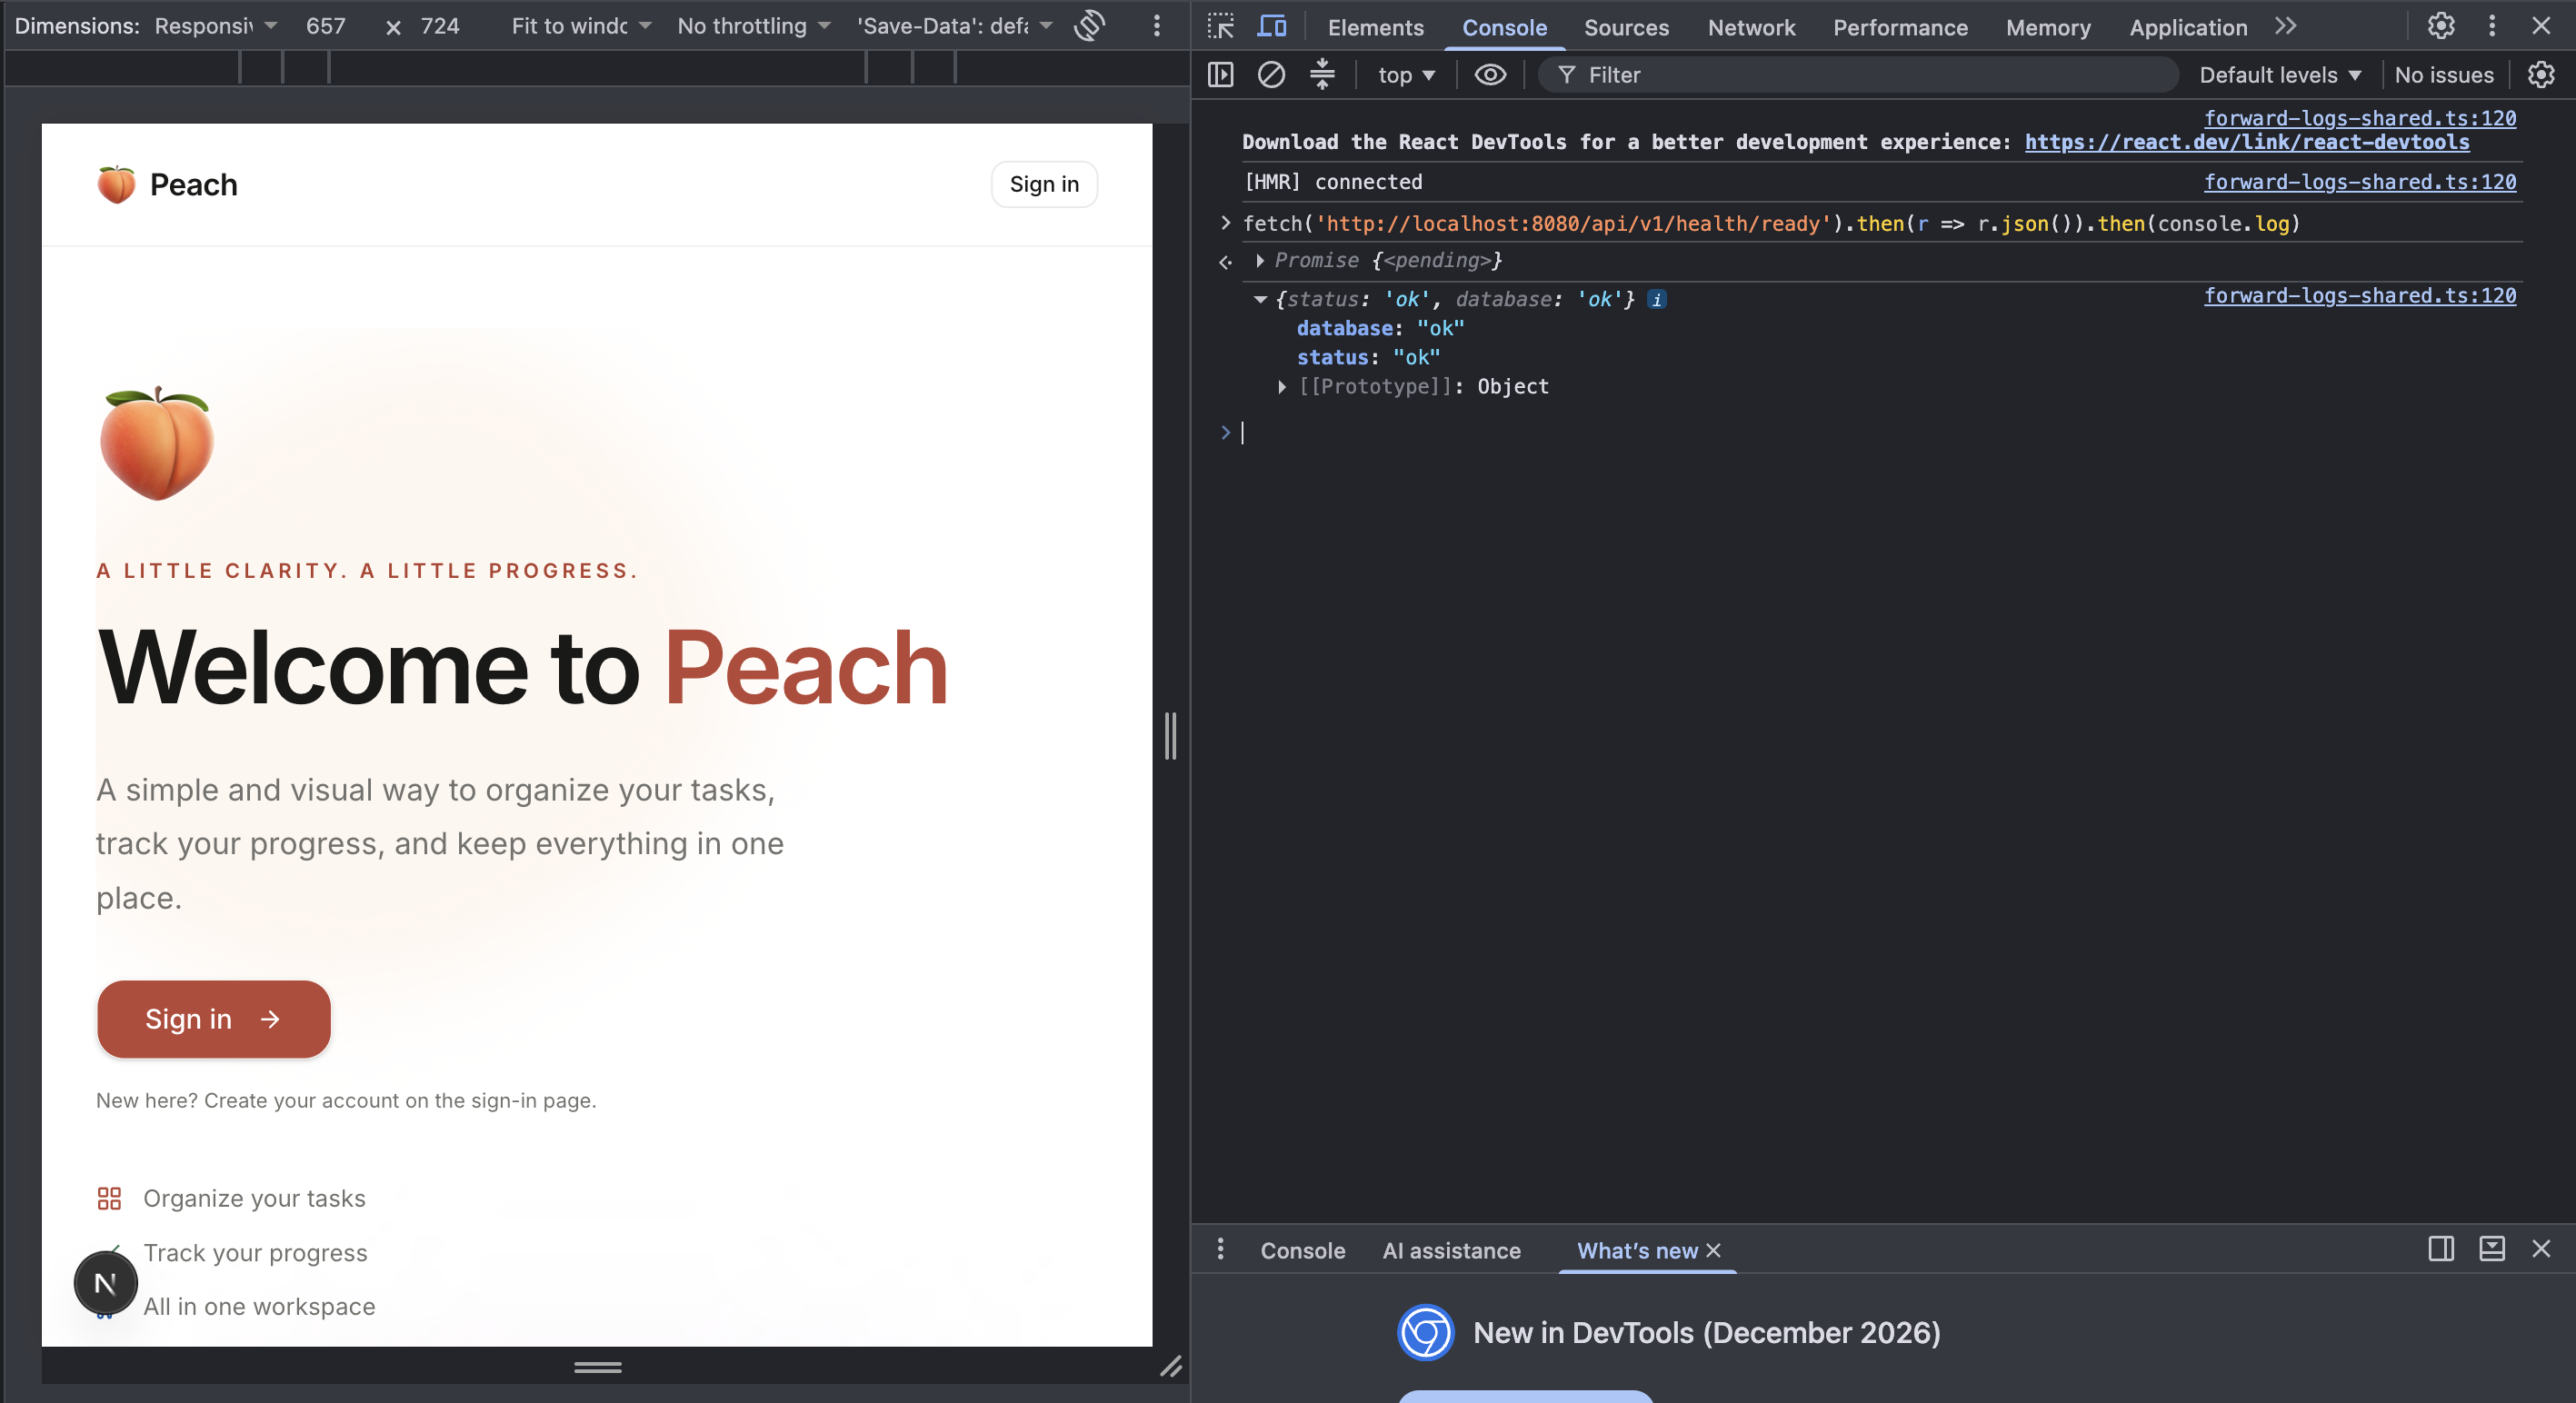 Dimensions: Responsiv 657 × 724 Fit to windo No throttling 'Save-Data': defa
Peach
Sign in
A LITTLE CLARITY. A LITTLE PROGRESS.
Welcome to Peach
A simple and visual way to organize your tasks,
track your progress, and keep everything in one
place.
Sign in →
New here? Create your account on the sign-in page.
Organize your tasks
Track your progress
All in one workspace
N
Elements Console Sources Network Performance Memory Application
top Filter Default levels No issues
forward-logs-shared.ts:120
Download the React DevTools for a better development experience: https://react.dev/link/react-devtools
[HMR] connected forward-logs-shared.ts:120
fetch('http://localhost:8080/api/v1/health/ready').then(r => r.json()).then(console.log)
Promise {<pending>}
{status: 'ok', database: 'ok'} i forward-logs-shared.ts:120
database: "ok"
status: "ok"
[[Prototype]]: Object
Console AI assistance What's new
New in DevTools (December 2026)